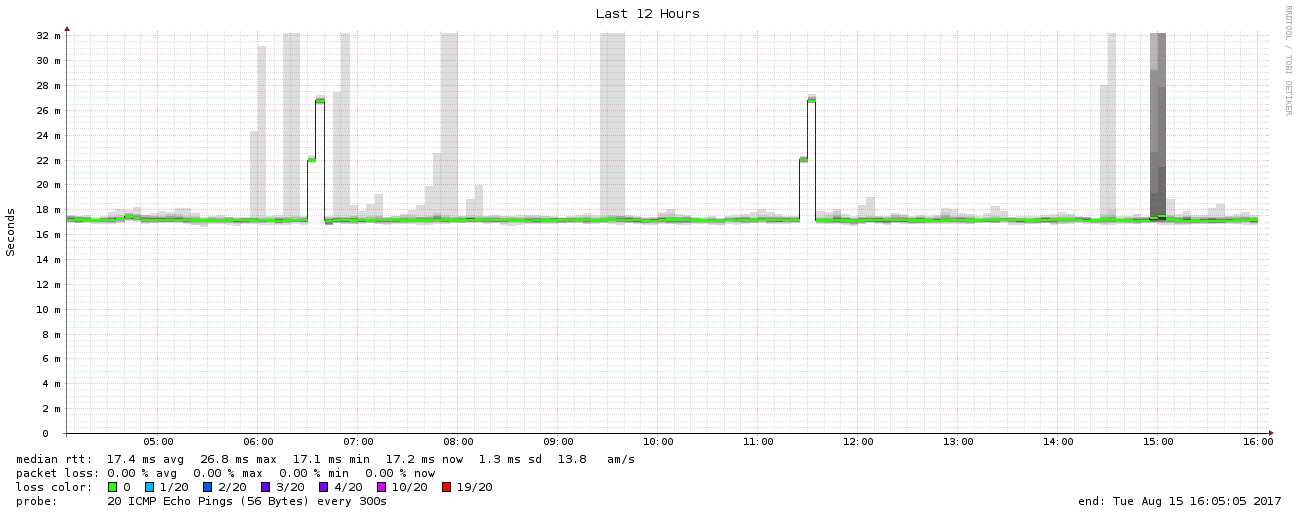 Last 12 Hours
RRDTOOL / TOBI OETIKER
Seconds
32 m
30 m
28 m
26 m
24 m
22 m
20 m
18 m
16 m
14 m
12 m
10 m
8 m
6 m
4 m
2 m
0
05:00 06:00 07:00 08:00 09:00 10:00 11:00 12:00 13:00 14:00 15:00 16:00
median rtt: 17.4 ms avg 26.8 ms max 17.1 ms min 17.2 ms now 1.3 ms sd 13.8 am/s
packet loss: 0.00 % avg 0.00 % max 0.00 % min 0.00 % now
loss color: 0 1/20 2/20 3/20 4/20 10/20 19/20
probe: 20 ICMP Echo Pings (56 Bytes) every 300s end: Tue Aug 15 16:05:05 2017